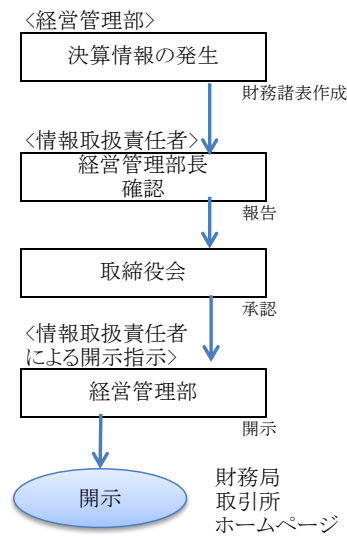 <経営管理部>
決算情報の発生
財務諸表作成
<情報取扱責任者>
経営管理部長
確認
報告
取締役会
承認
<情報取扱責任者
による開示指示>
経営管理部
開示
開示
財務局
取引所
ホームページ